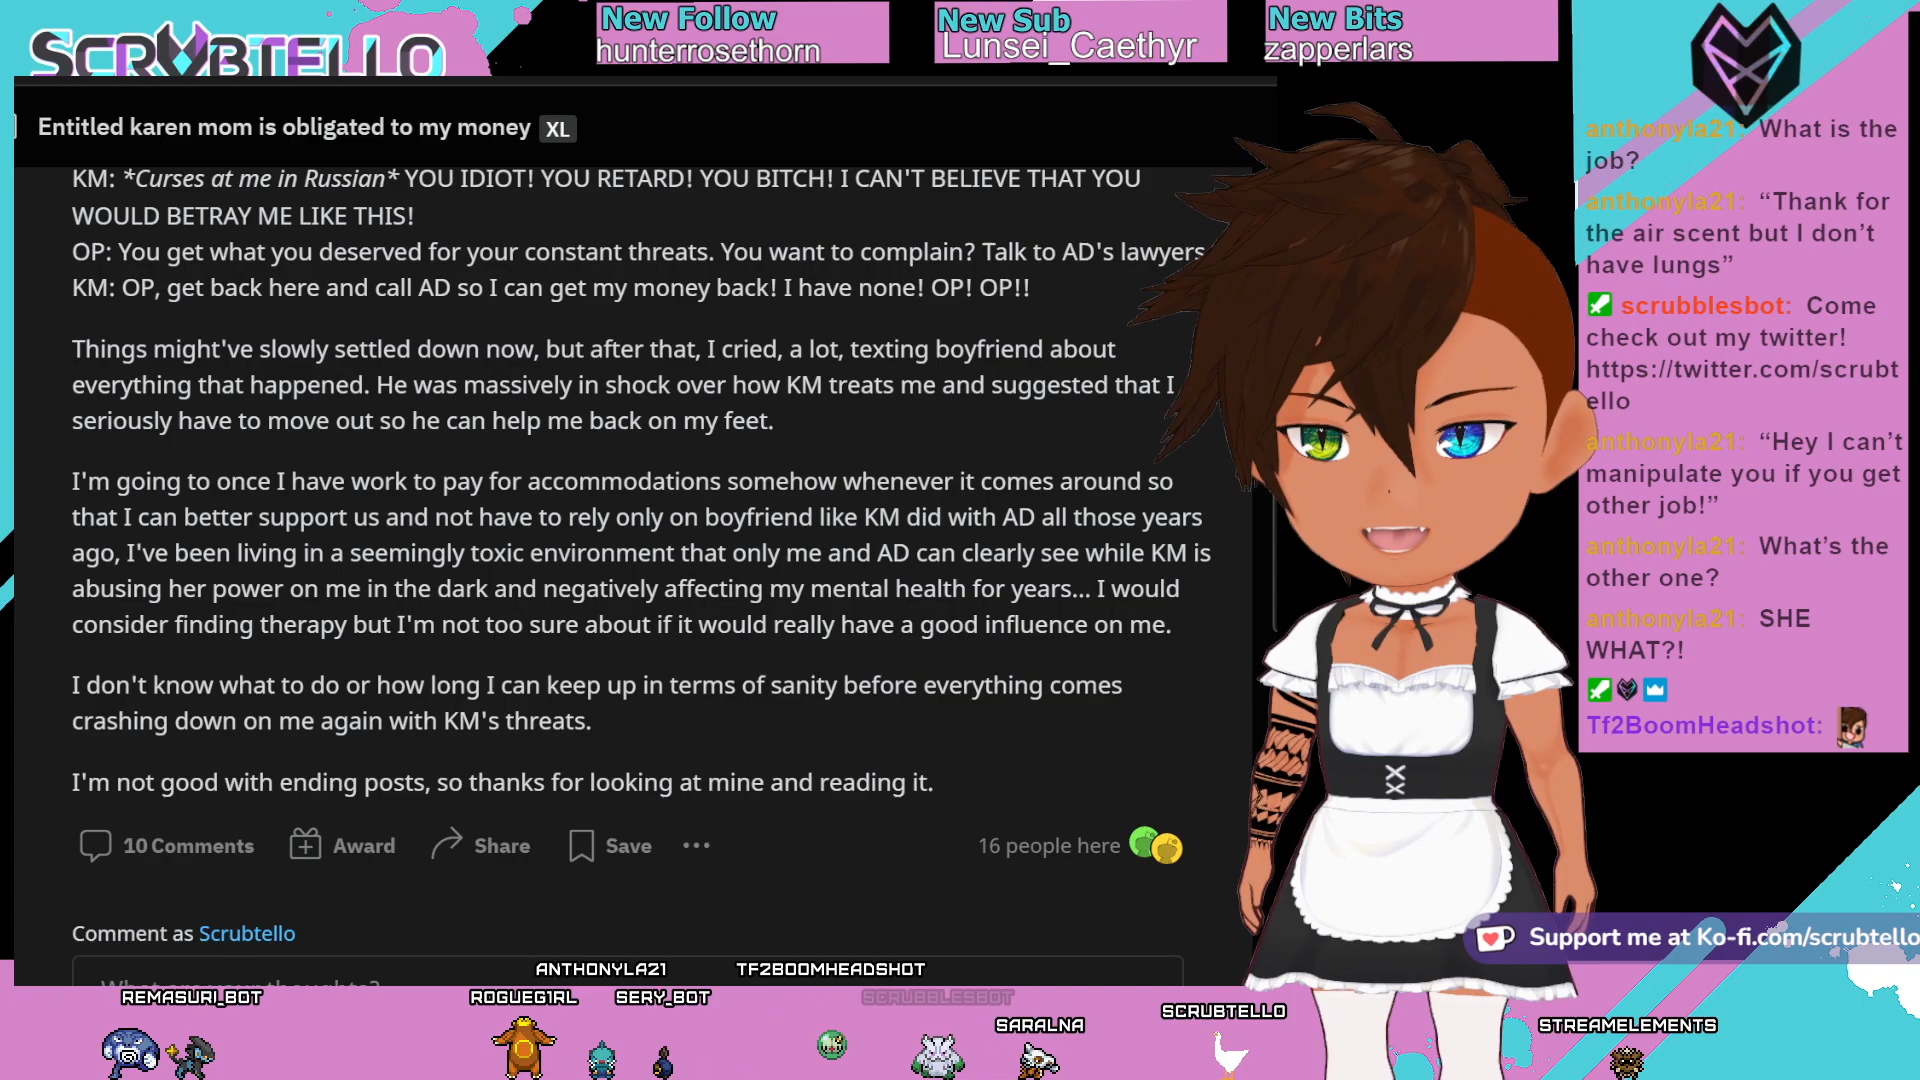 SCRUBTELLO
New Follow
hunterrosethorn
New Sub
Lunsei_Caethyr
New Bits
zapperlars
Entitled karen mom is obligated to my money XL
KM: *Curses at me in Russian* YOU IDIOT! YOU RETARD! YOU BITCH! I CAN'T BELIEVE THAT YOU
WOULD BETRAY ME LIKE THIS!
OP: You get what you deserved for your constant threats. You want to complain? Talk to AD's lawyers
KM: OP, get back here and call AD so I can get my money back! I have none! OP! OP!!
Things might've slowly settled down now, but after that, I cried, a lot, texting boyfriend about
everything that happened. He was massively in shock over how KM treats me and suggested that I
seriously have to move out so he can help me back on my feet.
I'm going to once I have work to pay for accommodations somehow whenever it comes around so
that I can better support us and not have to rely only on boyfriend like KM did with AD all those years
ago, I've been living in a seemingly toxic environment that only me and AD can clearly see while KM is
abusing her power on me in the dark and negatively affecting my mental health for years... I would
consider finding therapy but I'm not too sure about if it would really have a good influence on me.
I don't know what to do or how long I can keep up in terms of sanity before everything comes
crashing down on me again with KM's threats.
I'm not good with ending posts, so thanks for looking at mine and reading it.
10 Comments
Award
Share
Save
16 people here
Comment as Scrubtello
What are your thoughts?
anthonyla21: What is the
job?
anthonyla21: “Thank for
the air scent but I don’t
have lungs”
scrubblesbot: Come
check out my twitter!
https://twitter.com/scrubt
ello
anthonyla21: “Hey I can’t
manipulate you if you get
other job!”
anthonyla21: What’s the
other one?
anthonyla21: SHE
WHAT?!
Tf2BoomHeadshot:
Support me at Ko-fi.com/scrubtello
ANTHONYLA21
TF2BOOMHEADSHOT
REMASURI_BOT
ROGUEG1RL
SERY_BOT
SCRUBBLESBOT
SARALNA
SCRUBTELLO
STREAMELEMENTS